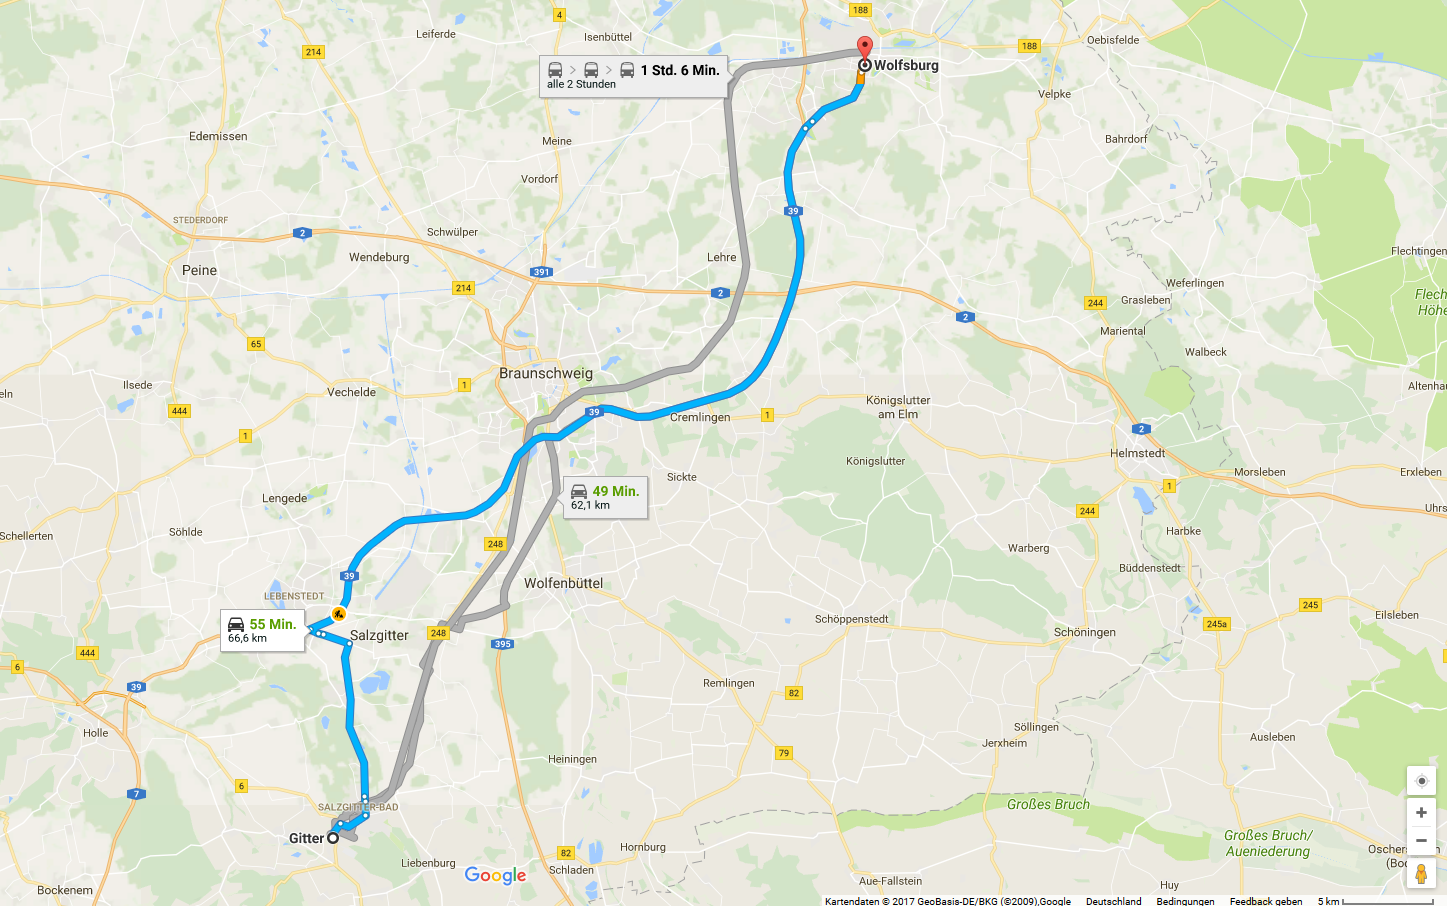 188
4
Leiferde
Isenbüttel
214
188
Oebisfelde
1 Std. 6 Min.
alle 2 Stunden
Wolfsburg
Velpke
Edemissen
Meine
Bahrdorf
Vordorf
39
STEDERDORF
2
Schwülper
Wendeburg
Lehre
Flechtingen
Peine
391
214
2
Weferlingen
Grasleben
244
Flech
Höhe
2
Mariental
65
Walbeck
Braunschweig
Ilsede
Vechelde
1
Altenhau
eln
444
39
Cremlingen
1
Königslutter
am Elm
1
2
Helmstedt
Königslutter
Morsleben
Erxleben
Sickte
49 Min.
62,1 km
1
Lengede
244
Uhrs
Söhlde
Schellerten
Harbke
248
Warberg
Büddenstedt
39
Wolfenbüttel
LEBENSTEDT
245
Eilsleben
55 Min.
66,6 km
Schöppenstedt
245a
Salzgitter
248
Schöningen
395
444
6
39
Remlingen
82
Holle
Söllingen
Jerxheim
Ausleben
79
Heiningen
6
7
SALZGITTER-BAD
Großes Bruch
Gitter
Großes Bruch/
Aueniederung
82
Hornburg
Oschersl
en
(Boc
Liebenburg
Schladen
Google
Bockenem
Aue-Fallstein
Huy
Kartendaten © 2017 GeoBasis-DE/BKG (©2009),Google Deutschland Bedingungen Feedback geben 5 km